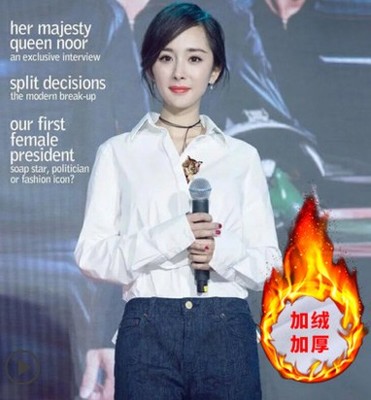 her majesty
queen noor
an exclusive interview
split decisions
the modern break-up
our first
female
president
soap star, politician
or fashion icon?
加绒
加厚